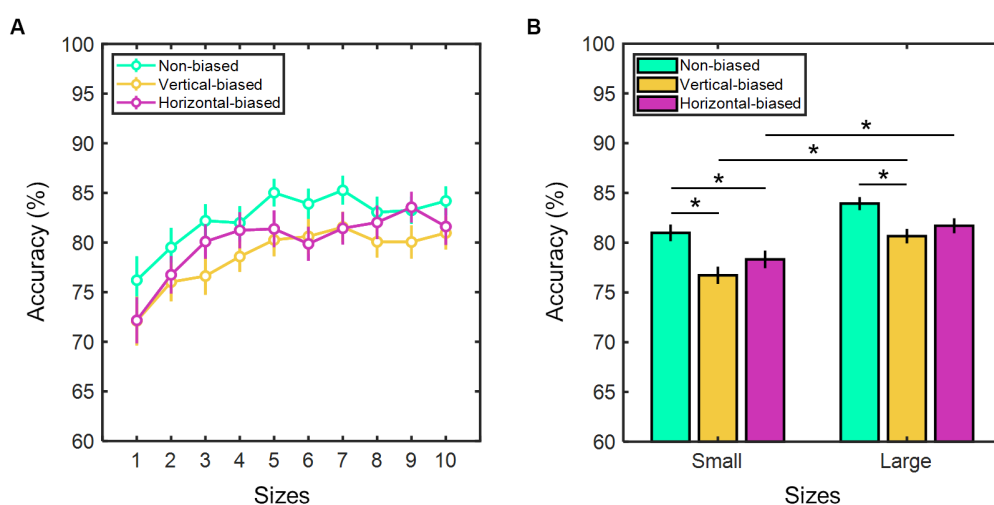 A
100
95
90
85
80
75
70
65
60
Accuracy (%)
Non-biased
Vertical-biased
Horizontal-biased
1 2 3 4 5 6 7 8 9 10
Sizes
B
100
95
90
85
80
75
70
65
60
Accuracy (%)
Non-biased
Vertical-biased
Horizontal-biased
*
*
*
*
*
Small Large
Sizes